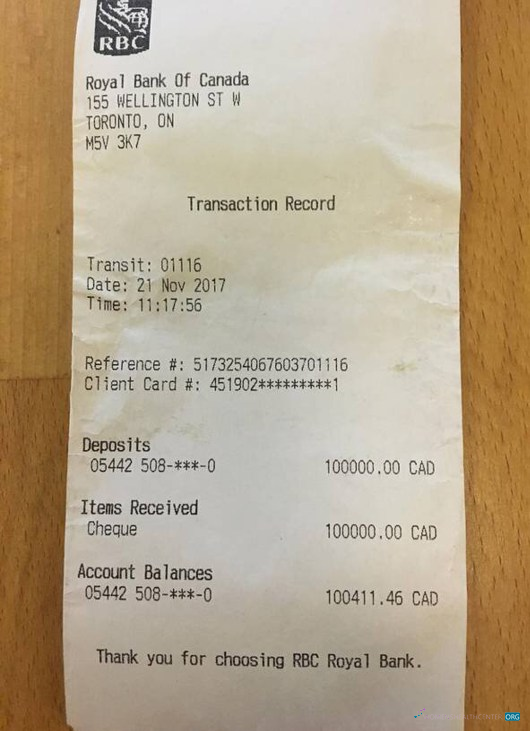 RBC
Royal Bank Of Canada
155 WELLINGTON ST W
TORONTO, ON
M5V 3K7
Transaction Record
Transit: 01116
Date: 21 Nov 2017
Time: 11:17:56
Reference #: 5173254067603701116
Client Card #: 451902*********1
Deposits
05442 508-***-0 100000.00 CAD
Items Received
Cheque 100000.00 CAD
Account Balances
05442 508-***-0 100411.46 CAD
Thank you for choosing RBC Royal Bank.
.ORG